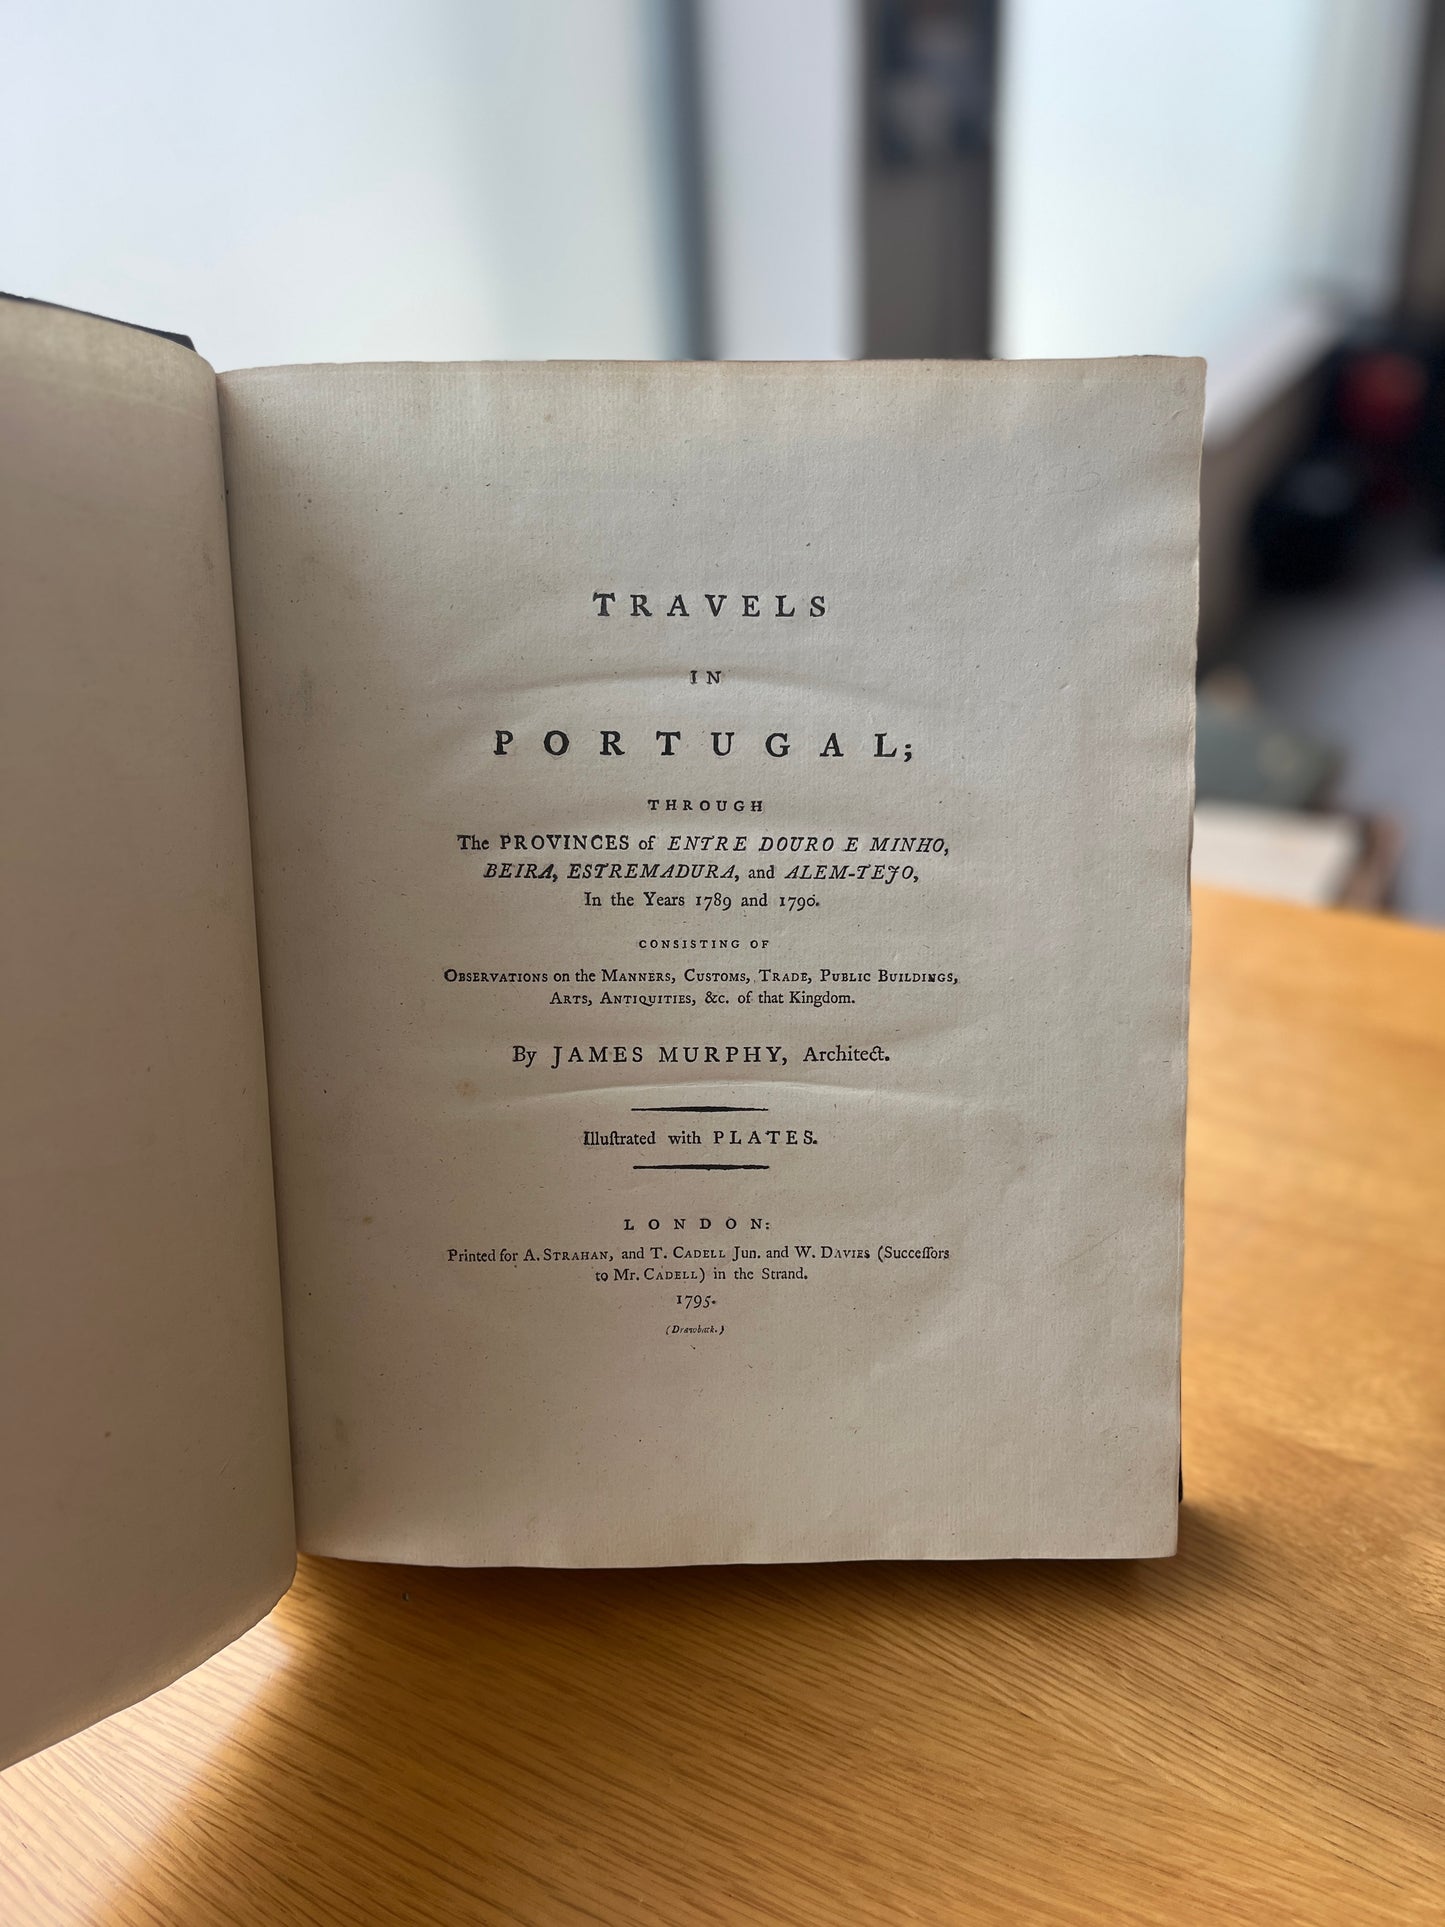 TRAVELS
IN
PORTUGAL;
THROUGH
The PROVINCES of ENTRE DOURO E MINHO,
BEIRA, ESTREMADURA, and ALEM-TEJO,
In the Years 1789 and 1790.
CONSISTING OF
OBSERVATIONS on the MANNERS, CUSTOMS, TRADE, PUBLIC BUILDINGS,
ARTS, ANTIQUITIES, &c. of that Kingdom.
By JAMES MURPHY, Architect.
Illuſtrated with PLATES.
LONDON:
Printed for A. STRAHAN, and T. CADELL Jun. and W. DAVIES (Succeſſors
to Mr. CADELL) in the Strand.
1795.
(Drawback.)